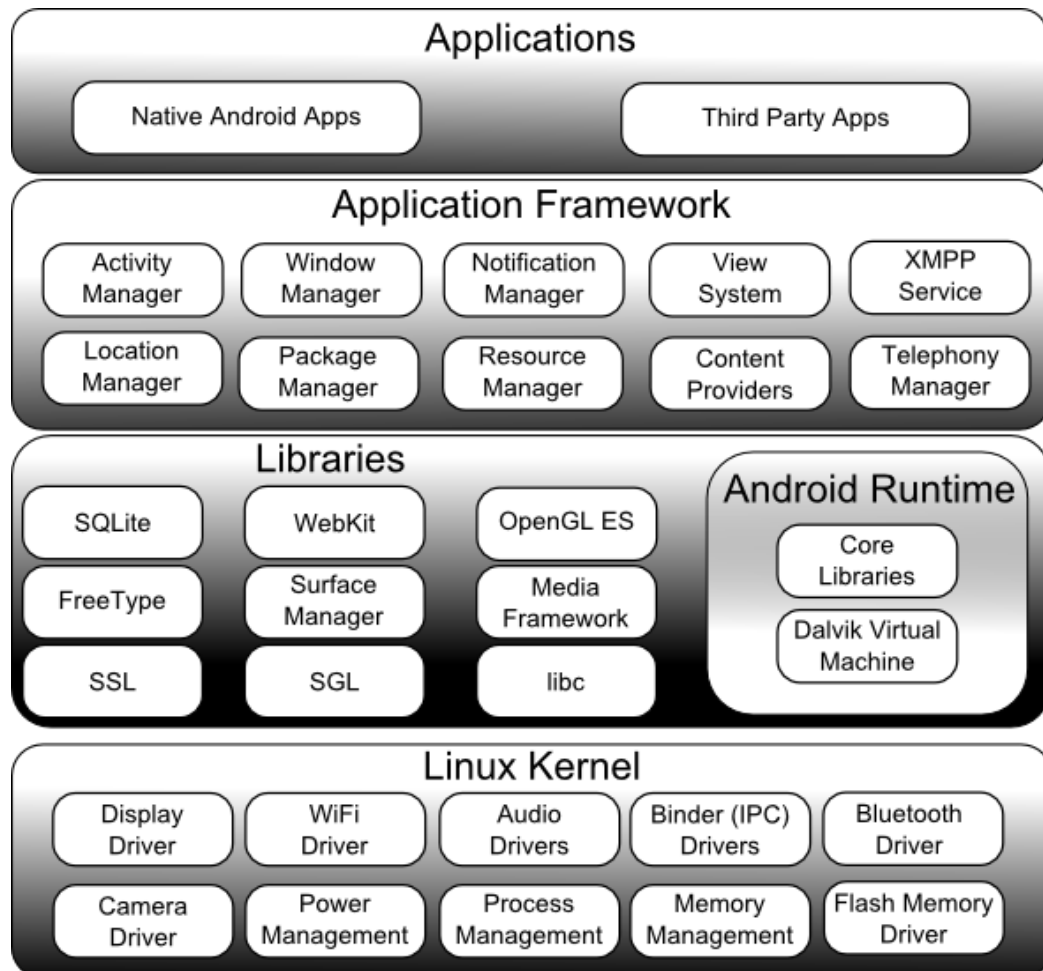 Applications
Native Android Apps
Third Party Apps
Application Framework
Activity
Manager
Window
Manager
Notification
Manager
View
System
XMPP
Service
Location
Manager
Package
Manager
Resource
Manager
Content
Providers
Telephony
Manager
Libraries
SQLite
WebKit
OpenGL ES
FreeType
Surface
Manager
Media
Framework
SSL
SGL
libc
Android Runtime
Core
Libraries
Dalvik Virtual
Machine
Linux Kernel
Display
Driver
WiFi
Driver
Audio
Drivers
Binder (IPC)
Drivers
Bluetooth
Driver
Camera
Driver
Power
Management
Process
Management
Memory
Management
Flash Memory
Driver